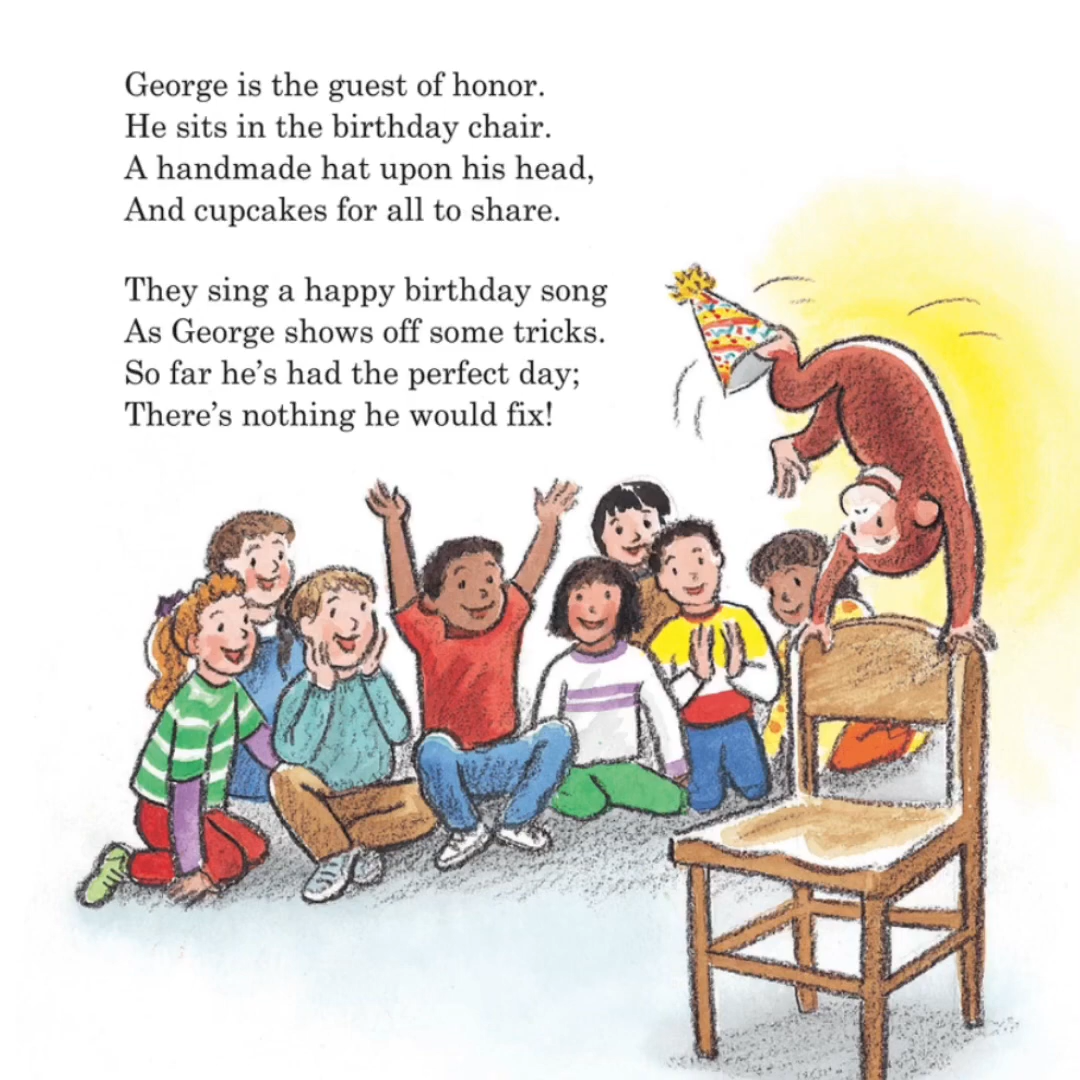 George is the guest of honor.
He sits in the birthday chair.
A handmade hat upon his head,
And cupcakes for all to share.
They sing a happy birthday song
As George shows off some tricks.
So far he’s had the perfect day;
There’s nothing he would fix!